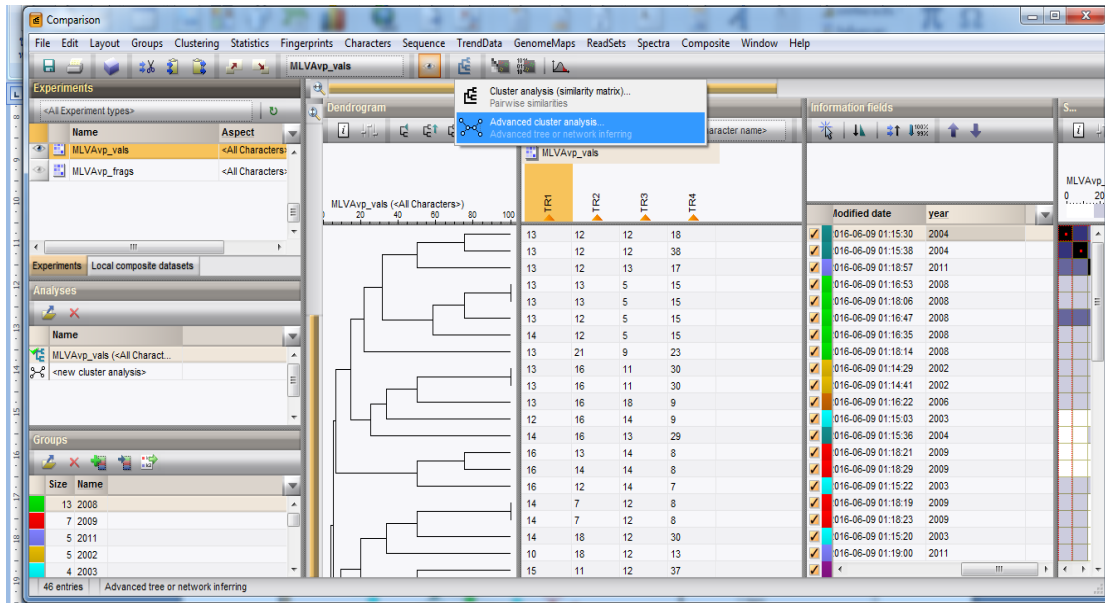 Comparison
File Edit Layout Groups Clustering Statistics Fingerprints Characters Sequence TrendData GenomeMaps ReadSets Spectra Composite Window Help
MLVAvp_vals
Cluster analysis (similarity matrix)...
Pairwise similarities
Advanced cluster analysis...
Advanced tree or network inferring
Experiments
<All Experiment types>
Name Aspect
MLVAvp_vals <All Characters>
MLVAvp_frags <All Characters>
Experiments Local composite datasets
Analyses
Name
MLVAvp_vals (<All Charact...
<new cluster analysis>
Groups
Size Name
13 2008
7 2009
5 2011
5 2002
4 2003
46 entries Advanced tree or network inferring
Dendrogram
MLVAvp_vals (<All Characters>)
0 20 40 60 80 100
aracter name>
MLVAvp_vals
TR1 TR2 TR3 TR4
13 12 12 18
13 12 12 38
13 12 13 17
13 13 5 15
13 13 5 15
13 12 5 15
14 12 5 15
13 21 9 23
13 16 11 30
13 16 11 30
13 16 18 9
12 16 14 9
14 16 13 29
16 13 14 8
16 14 14 8
16 12 14 7
14 7 12 8
14 7 12 8
14 18 12 30
10 18 12 13
15 11 12 37
Information fields
Modified date year
016-06-09 01:15:30 2004
016-06-09 01:15:38 2004
016-06-09 01:18:57 2011
016-06-09 01:16:53 2008
016-06-09 01:18:06 2008
016-06-09 01:16:47 2008
016-06-09 01:16:35 2008
016-06-09 01:18:14 2008
016-06-09 01:14:29 2002
016-06-09 01:14:41 2002
016-06-09 01:16:22 2006
016-06-09 01:15:03 2003
016-06-09 01:15:36 2004
016-06-09 01:18:21 2009
016-06-09 01:18:29 2009
016-06-09 01:15:22 2003
016-06-09 01:18:19 2009
016-06-09 01:18:23 2009
016-06-09 01:15:20 2003
016-06-09 01:19:00 2011
S...
MLVAvp_
0 20